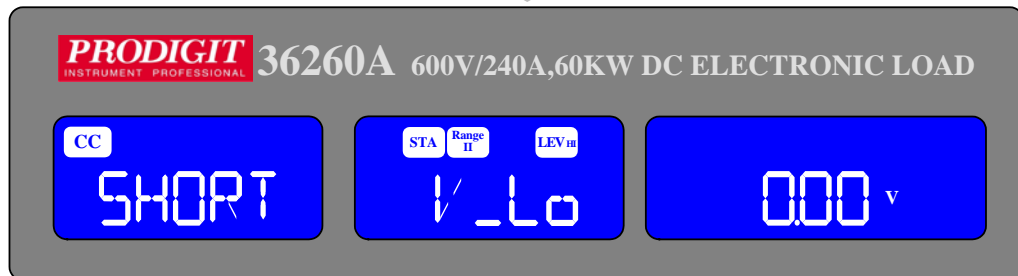 PRODIGIT
INSTRUMENT PROFESSIONAL
36260A 600V/240A,60KW DC ELECTRONIC LOAD
CC
SHORT
STA Range II LEV HI
V_Lo
0.00 V